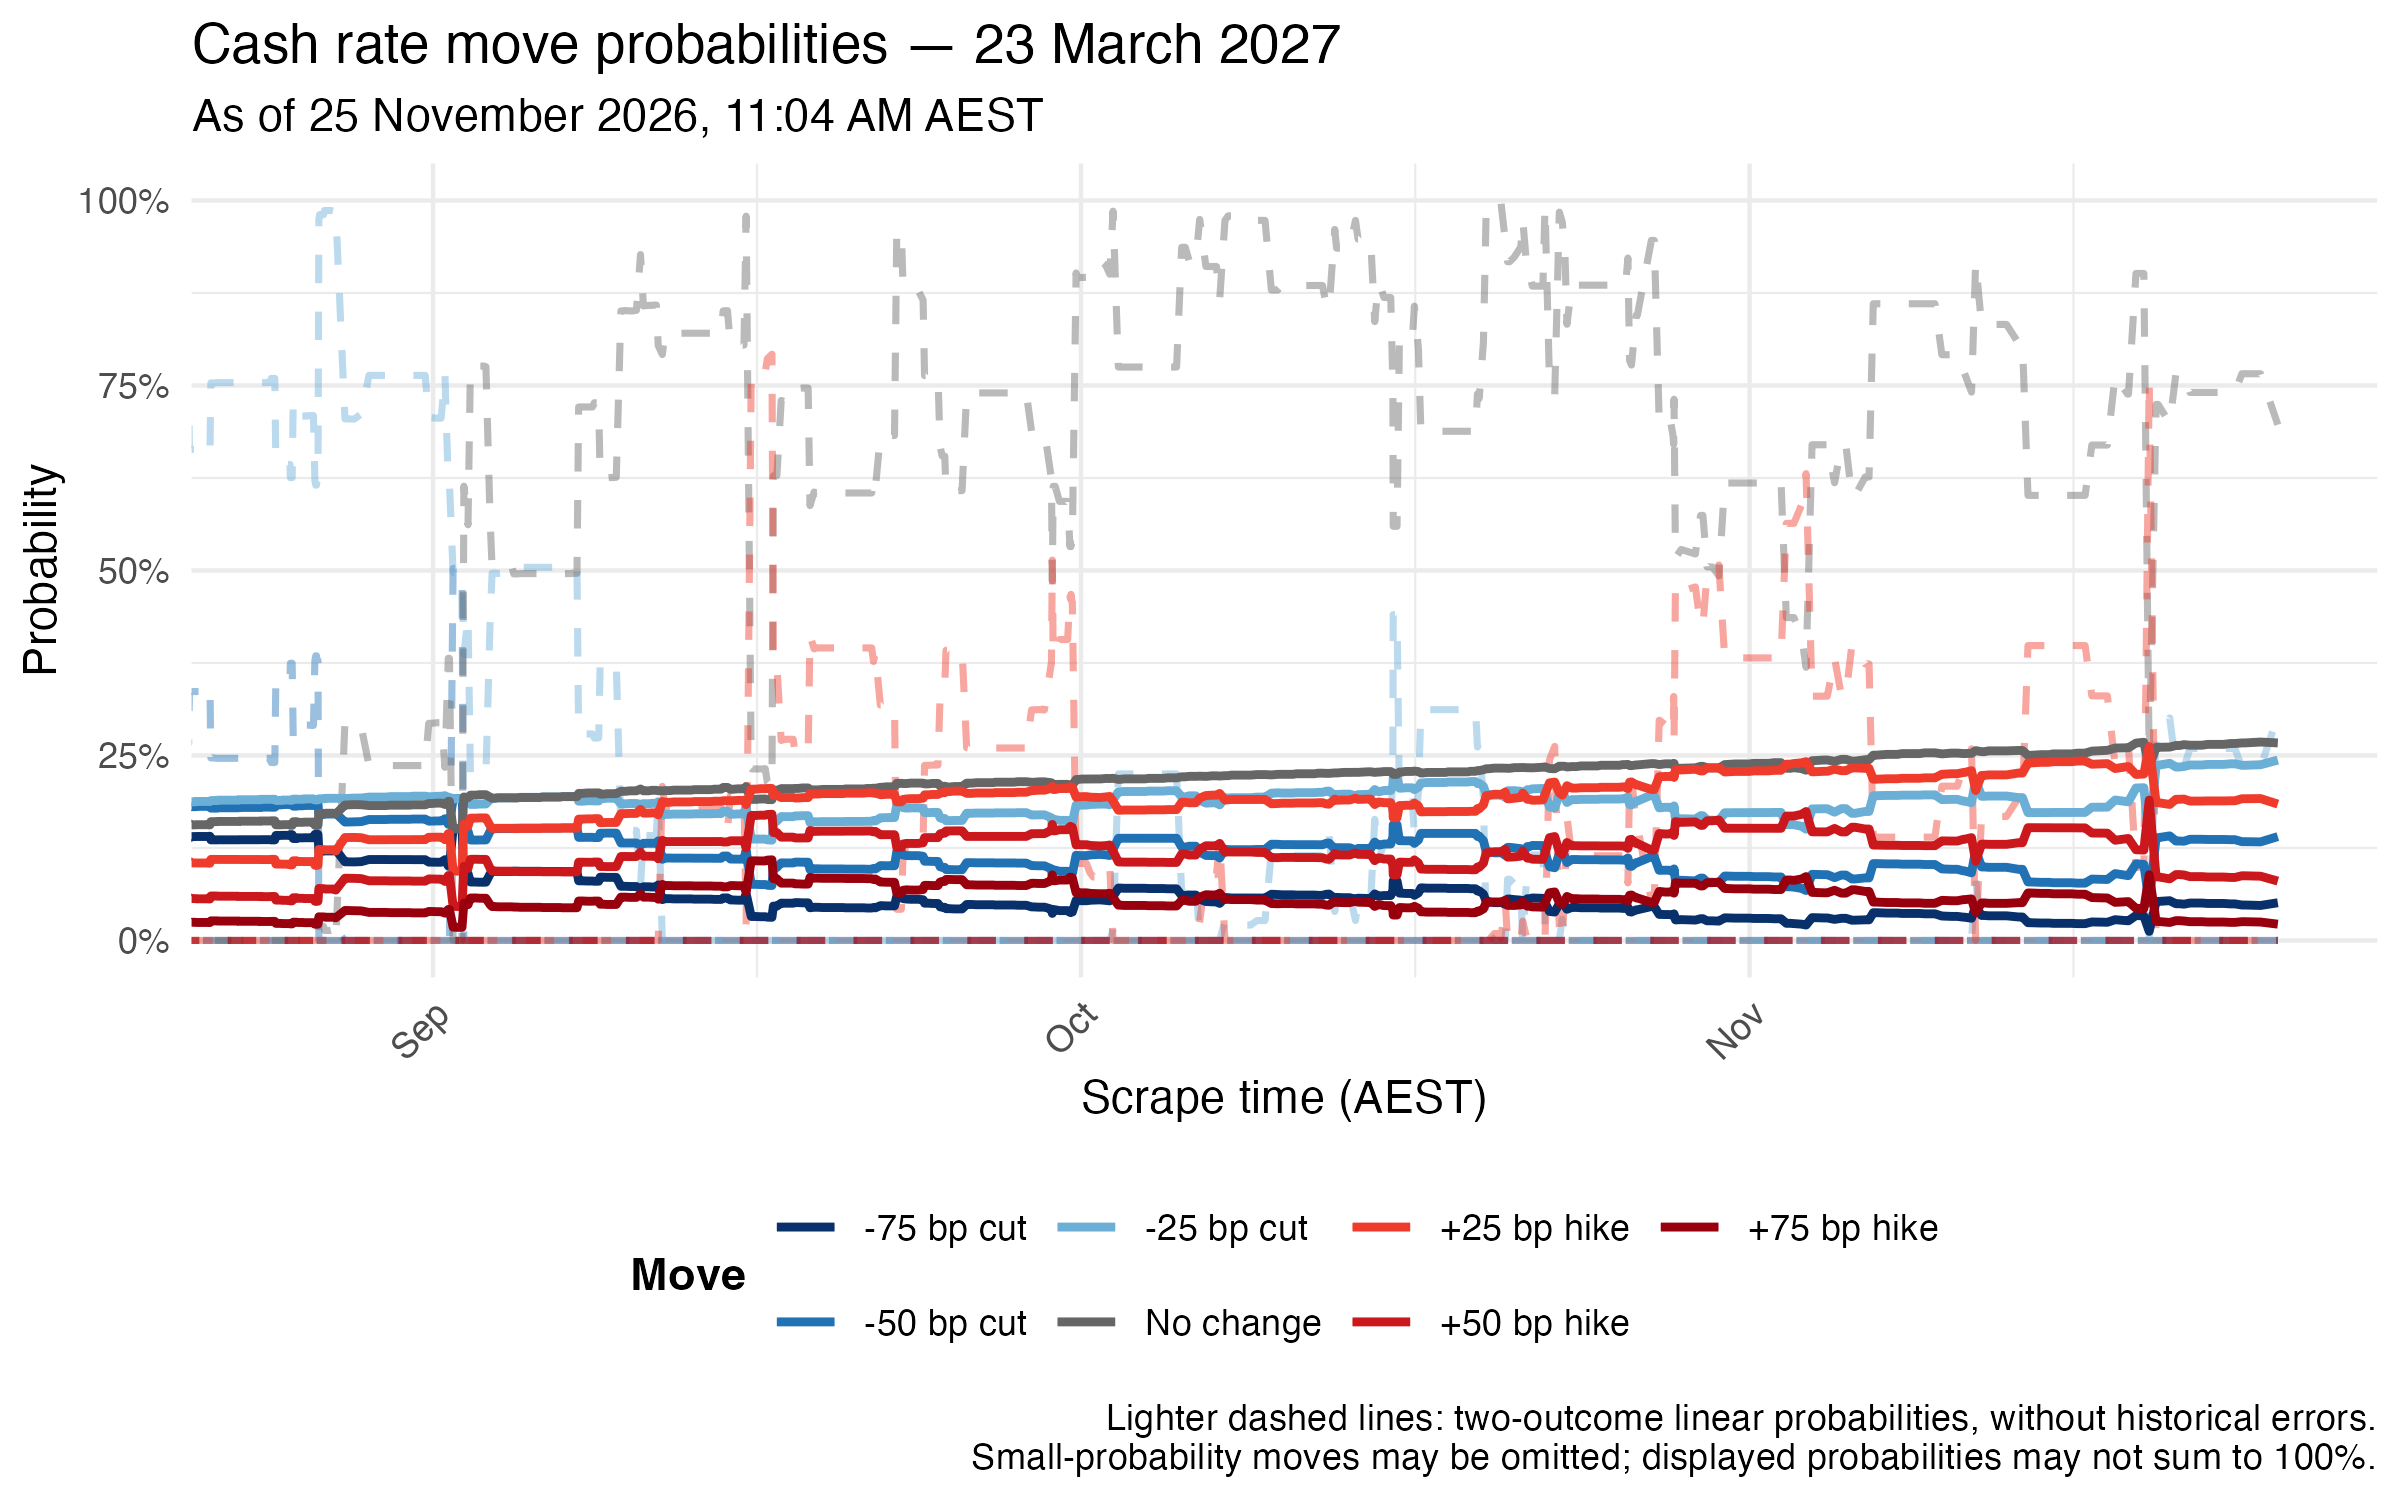 Cash rate move probabilities — 23 March 2027
As of 25 November 2026, 11:04 AM AEST
Probability
100%
75%
50%
25%
0%
Sep
Oct
Nov
Scrape time (AEST)
Move
-75 bp cut
-25 bp cut
+25 bp hike
+75 bp hike
-50 bp cut
No change
+50 bp hike
Lighter dashed lines: two-outcome linear probabilities, without historical errors.
Small-probability moves may be omitted; displayed probabilities may not sum to 100%.